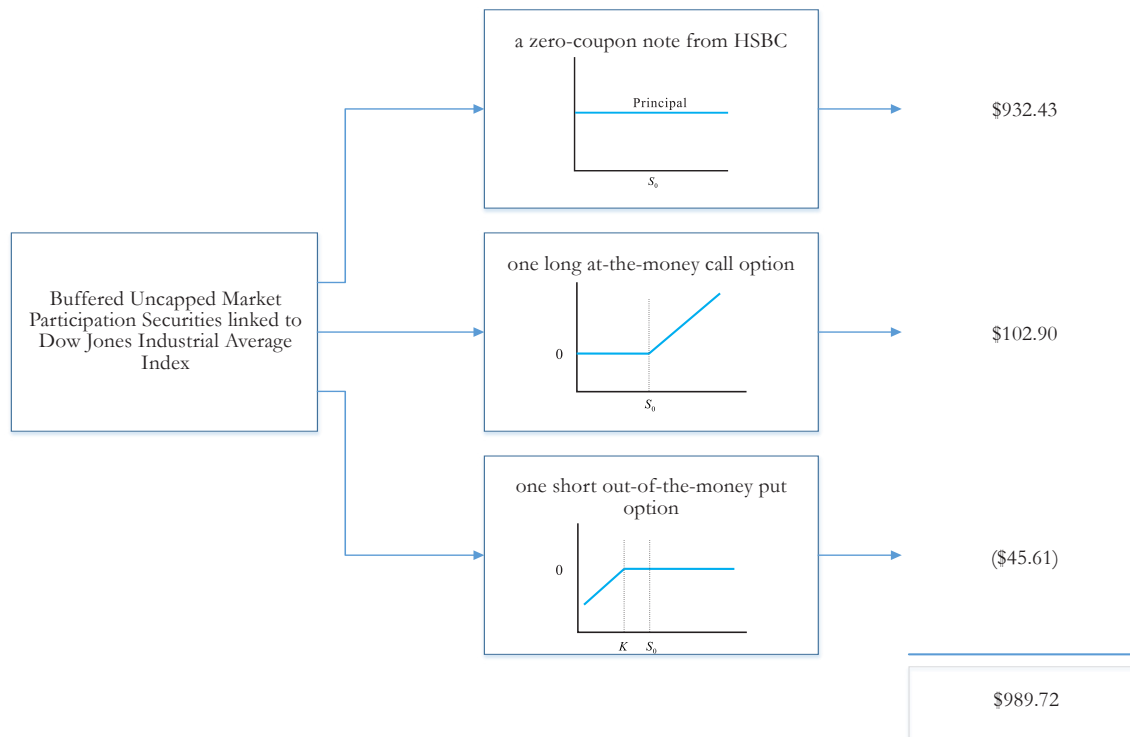 a zero-coupon note from HSBC
Principal
S₀
$932.43
Buffered Uncapped Market
Participation Securities linked to
Dow Jones Industrial Average
Index
one long at-the-money call option
0
S₀
$102.90
one short out-of-the-money put
option
0
K S₀
($45.61)
$989.72